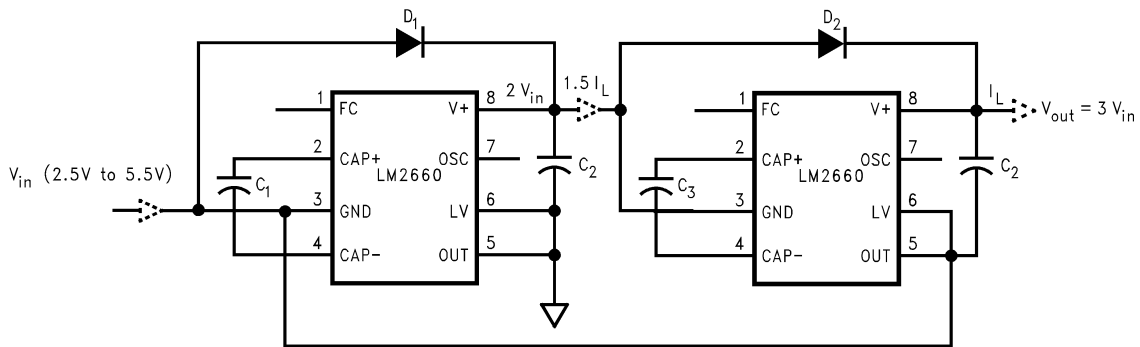 D1
D2
Vin (2.5V to 5.5V)
1 FC
2 CAP+
3 GND
4 CAP-
LM2660
V+ 8
OSC 7
LV 6
OUT 5
C1
2 Vin
C2
1.5 IL
1 FC
2 CAP+
3 GND
4 CAP-
LM2660
V+ 8
OSC 7
LV 6
OUT 5
C3
IL
C2
Vout = 3 Vin